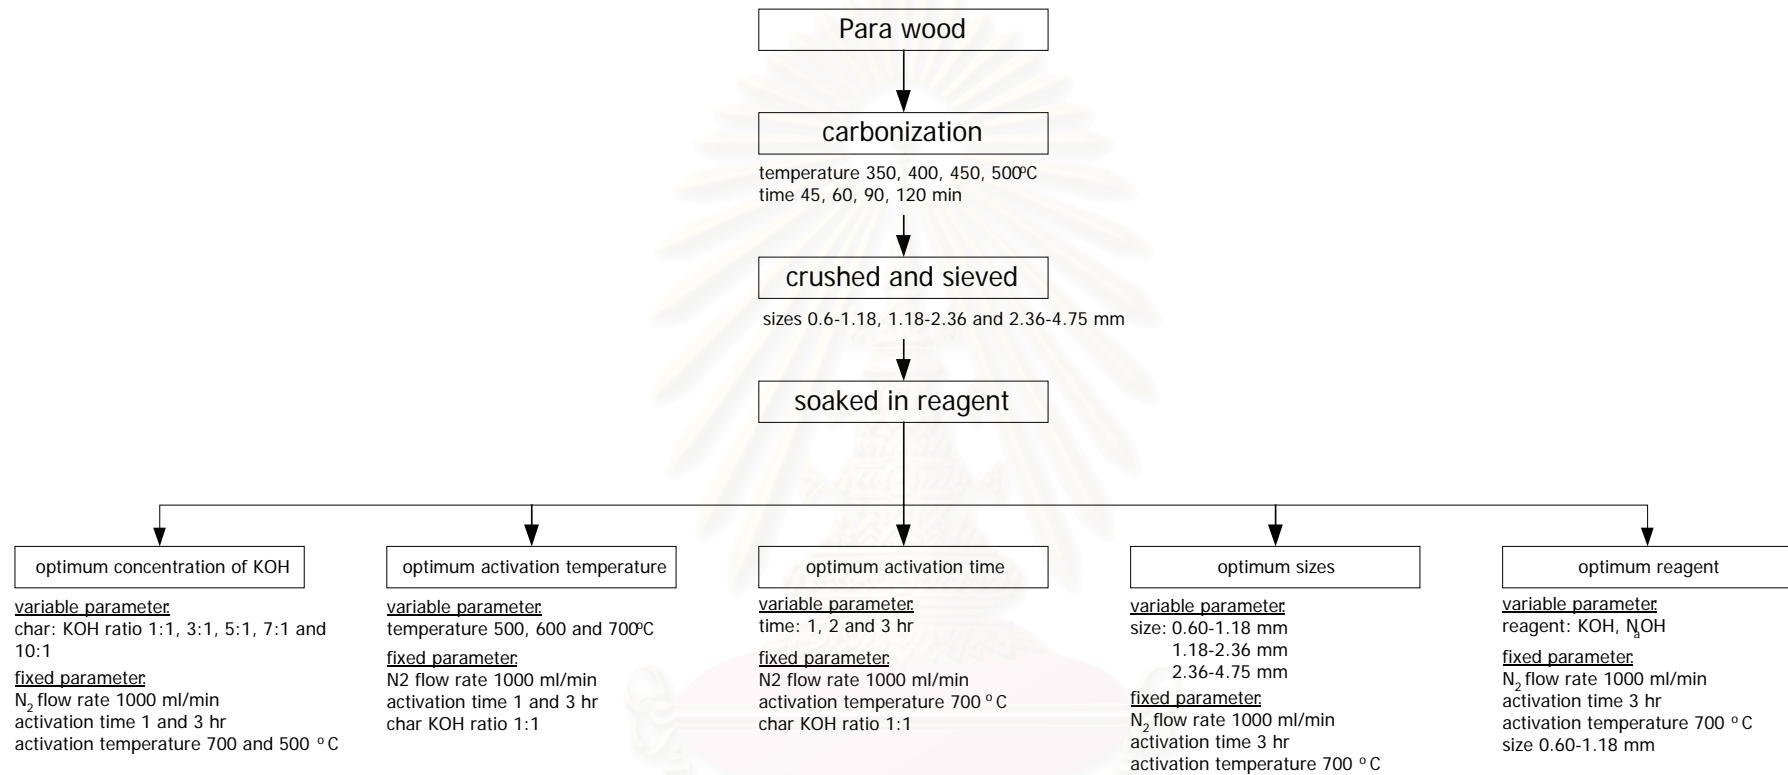 Para wood
carbonization
temperature 350, 400, 450, 500ºC
time 45, 60, 90, 120 min
crushed and sieved
sizes 0.6-1.18, 1.18-2.36 and 2.36-4.75 mm
soaked in reagent
optimum concentration of KOH
variable parameter:
char: KOH ratio 1:1, 3:1, 5:1, 7:1 and
10:1
fixed parameter:
N2 flow rate 1000 ml/min
activation time 1 and 3 hr
activation temperature 700 and 500 ºC
optimum activation temperature
variable parameter:
temperature 500, 600 and 700ºC
fixed parameter:
N2 flow rate 1000 ml/min
activation time 1 and 3 hr
char KOH ratio 1:1
optimum activation time
variable parameter:
time: 1, 2 and 3 hr
fixed parameter:
N2 flow rate 1000 ml/min
activation temperature 700 ºC
char KOH ratio 1:1
optimum sizes
variable parameter:
size: 0.60-1.18 mm
1.18-2.36 mm
2.36-4.75 mm
fixed parameter:
N2 flow rate 1000 ml/min
activation time 3 hr
activation temperature 700 ºC
optimum reagent
variable parameter:
reagent: KOH, NaOH
fixed parameter:
N2 flow rate 1000 ml/min
activation time 3 hr
activation temperature 700 ºC
size 0.60-1.18 mm